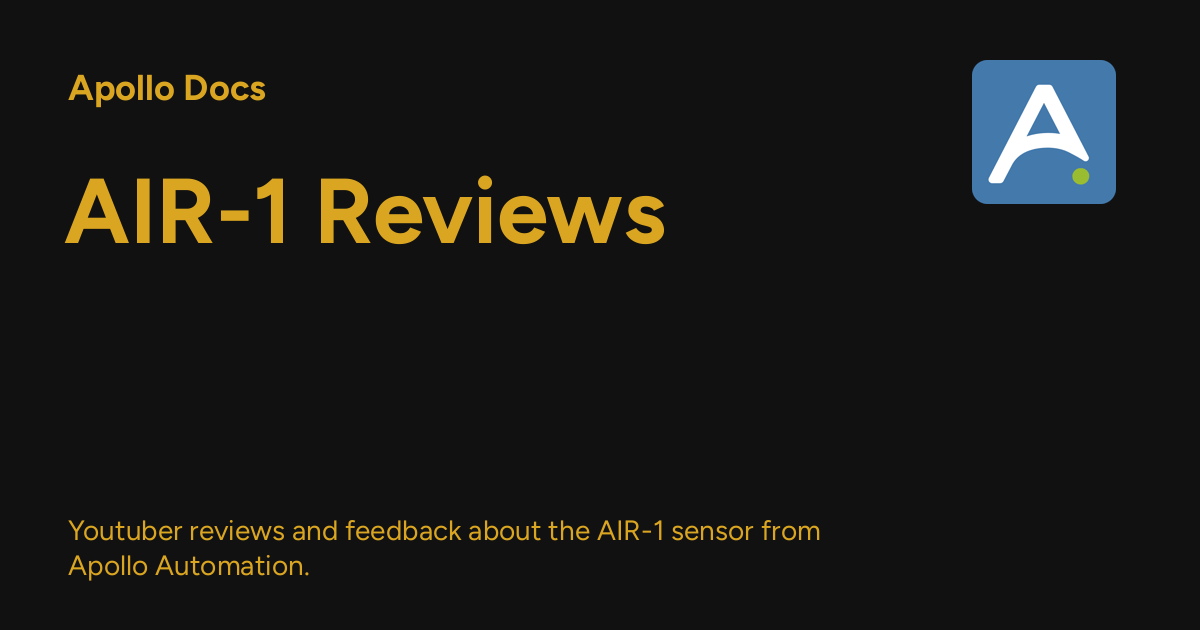 Apollo Docs
AIR-1 Reviews
Youtuber reviews and feedback about the AIR-1 sensor from
Apollo Automation.